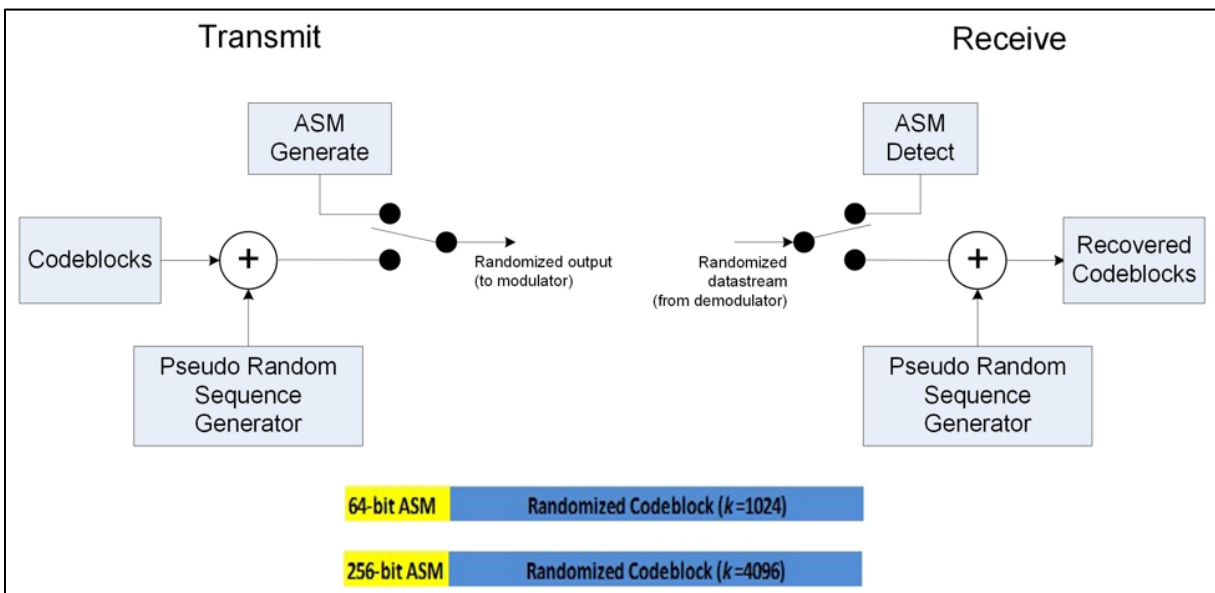 Transmit
Receive
ASM
Generate
ASM
Detect
Codeblocks
+
Randomized output
(to modulator)
Randomized
datastream
(from demodulator)
+
Recovered
Codeblocks
Pseudo Random
Sequence
Generator
Pseudo Random
Sequence
Generator
64-bit ASM
Randomized Codeblock (k=1024)
256-bit ASM
Randomized Codeblock (k=4096)